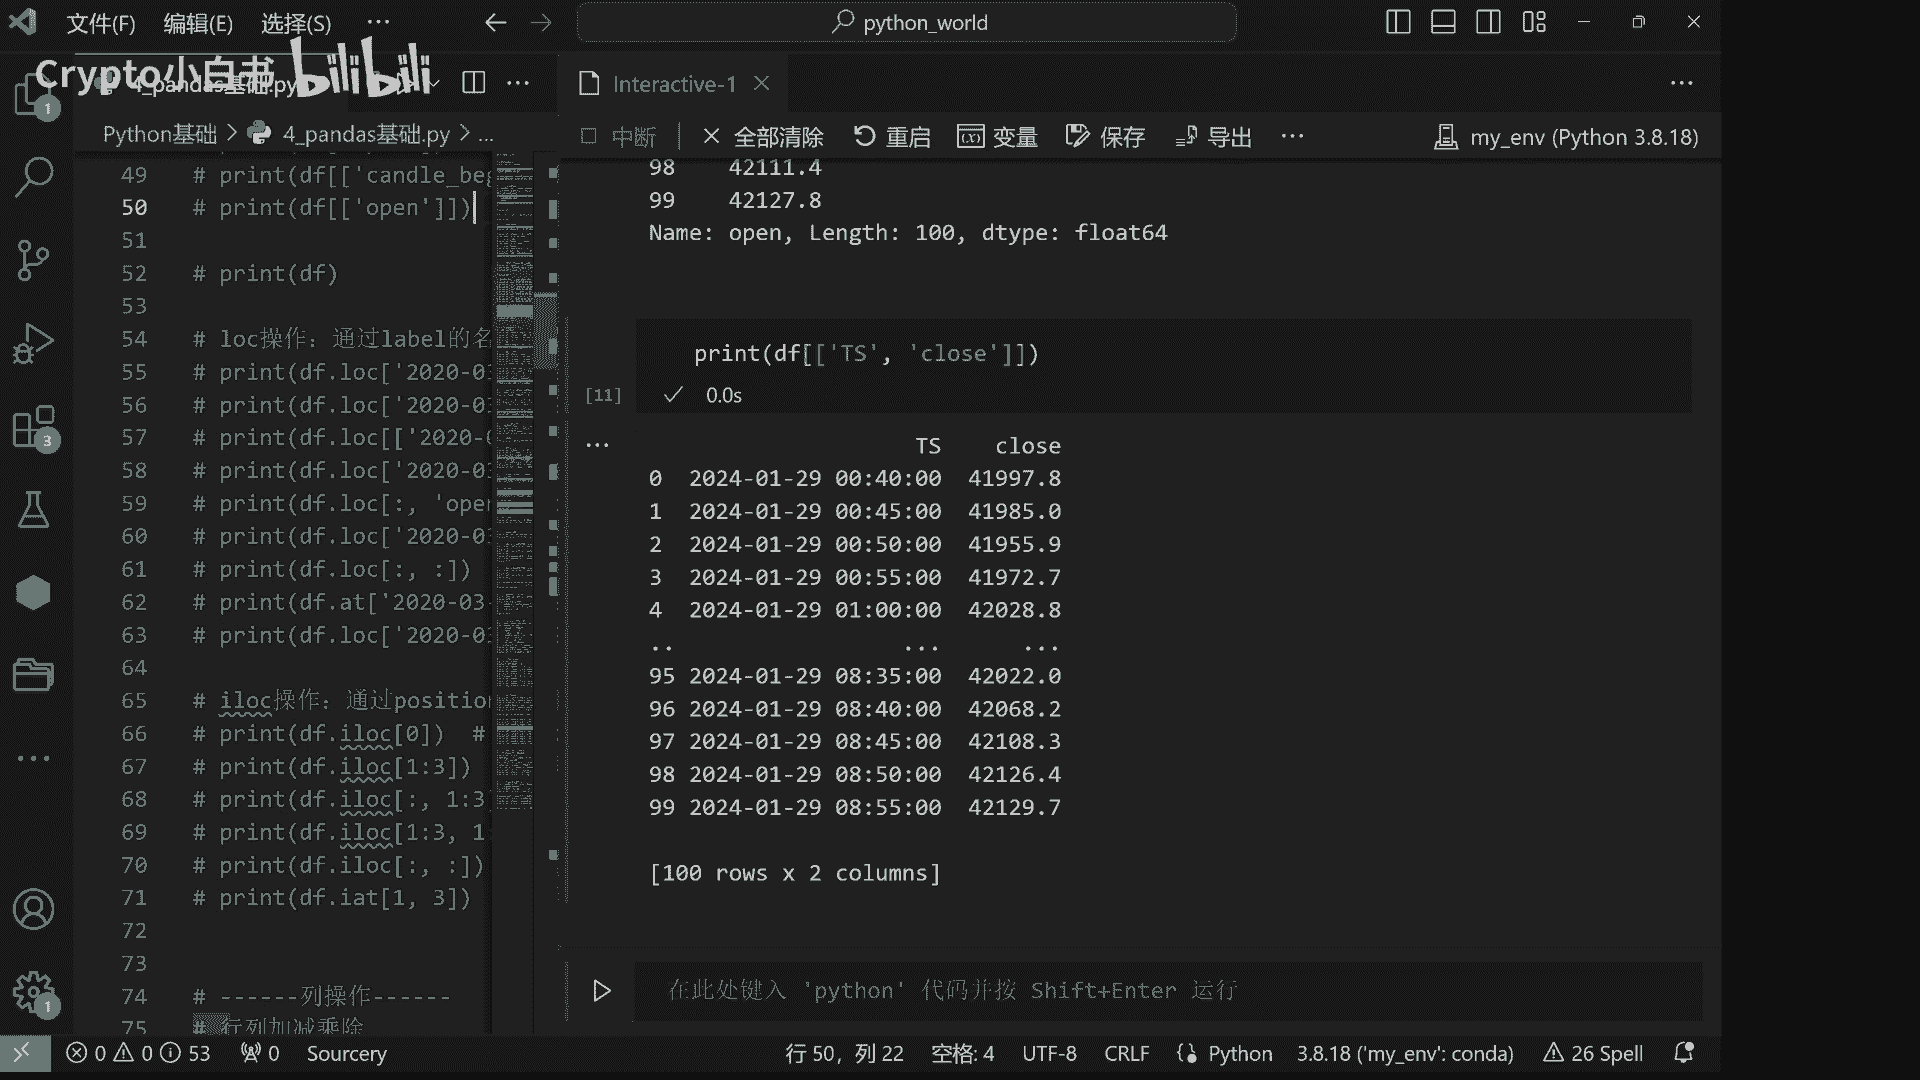 文件(F) 编辑(E) 选择(S) ··· python_world
Crypto小白书 bilibili
4_pandas基础.py
Interactive-1
Python基础 > 4_pandas基础.py > ...
中断 全部清除 重启 变量 保存 导出 ··· my_env (Python 3.8.18)
49 # print(df[['candle_beg
50 # print(df[['open']])
51
52 # print(df)
53
54 # loc操作：通过label的名
55 # print(df.loc['2020-03
56 # print(df.loc['2020-0
57 # print(df.loc[['2020-0
58 # print(df.loc['2020-03
59 # print(df.loc[:, 'open
60 # print(df.loc['2020-03
61 # print(df.loc[:, :])
62 # print(df.at['2020-03-
63 # print(df.loc['2020-03
64
65 # iloc操作：通过position
66 # print(df.iloc[0])  #
67 # print(df.iloc[1:3])
68 # print(df.iloc[:, 1:3
69 # print(df.iloc[1:3, 1:
70 # print(df.iloc[:, :])
71 # print(df.iat[1, 3])
72
73
74 # ------列操作------
75 # 行列加减乘除
98    42111.4
99    42127.8
Name: open, Length: 100, dtype: float64
print(df[['TS', 'close']])
[11] 0.0s
TS    close
0  2024-01-29 00:40:00  41997.8
1  2024-01-29 00:45:00  41985.0
2  2024-01-29 00:50:00  41955.9
3  2024-01-29 00:55:00  41972.7
4  2024-01-29 01:00:00  42028.8
..                 ...      ...
95 2024-01-29 08:35:00  42022.0
96 2024-01-29 08:40:00  42068.2
97 2024-01-29 08:45:00  42108.3
98 2024-01-29 08:50:00  42126.4
99 2024-01-29 08:55:00  42129.7
[100 rows x 2 columns]
在此处键入 'python' 代码并按 Shift+Enter 运行
1
3
1
0 0 53 0 Sourcery 行 50，列 22 空格: 4 UTF-8 CRLF Python 3.8.18 ('my_env': conda) 26 Spell